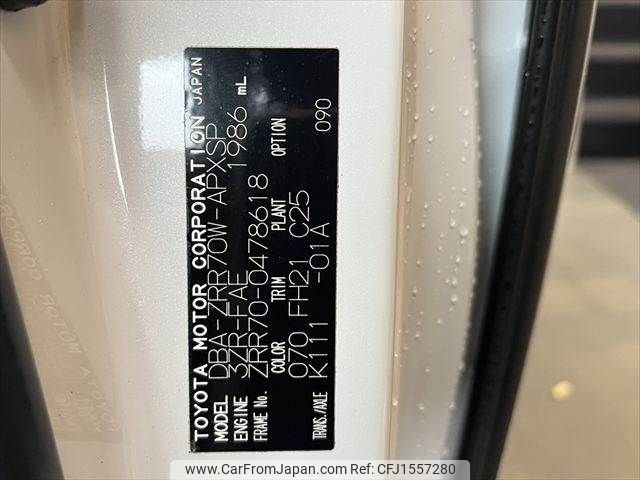 TOYOTA MOTOR CORPORATION JAPAN
MODEL DBA-ZRR70W-APXSP
ENGINE 3ZR-FAE 1986 mL
FRAME No. ZRR70-0478618
COLOR TRIM PLANT OPTION
070 FH21 C25 090
TRANS./AXLE K111 -01A
www.CarFromJapan.com | Ref No. CFJ1557280